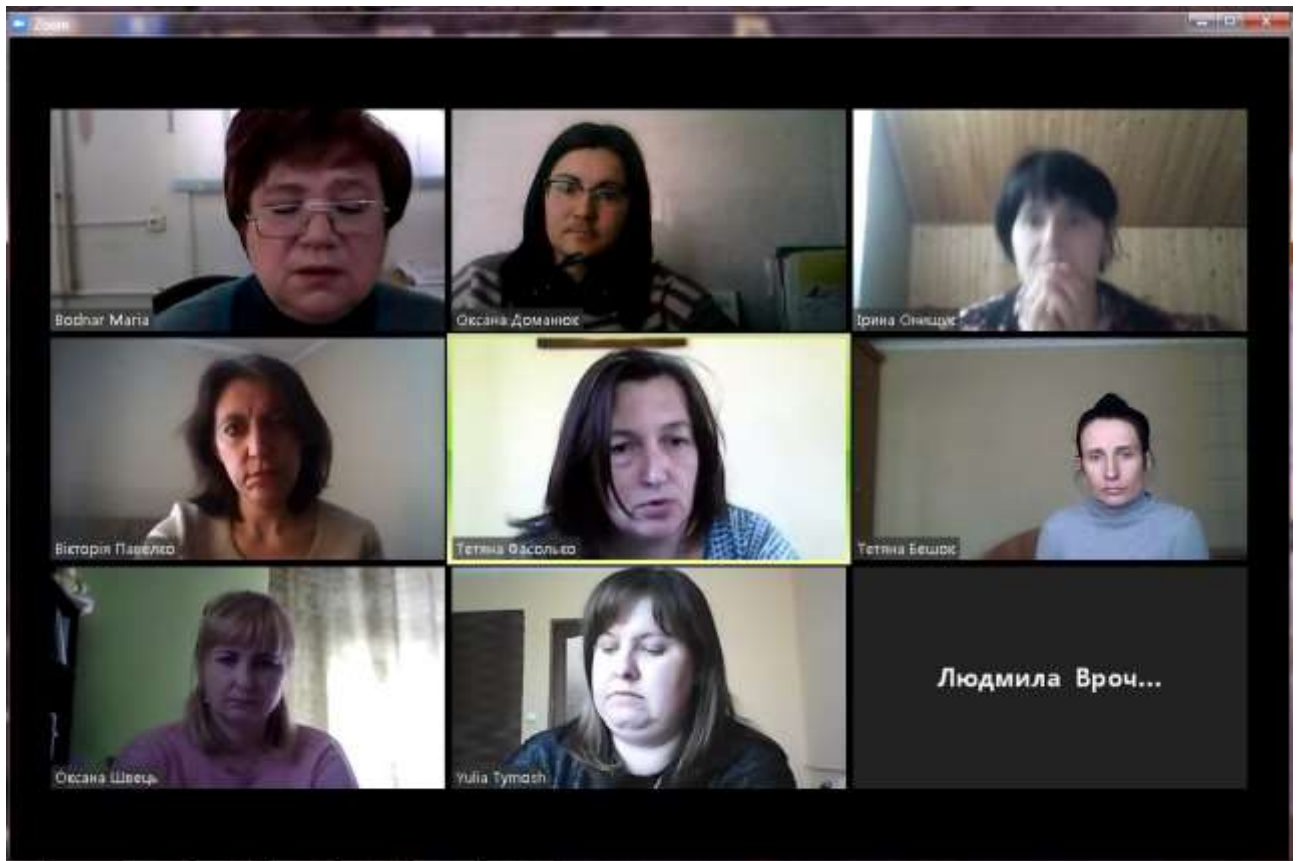 Zoom
Bodnar Maria
Оксана Доманюк
Ірина Онищук
Вікторія Павелко
Тетяна Фасолько
Тетяна Бешок
Оксана Швець
Yulia Tymosh
Людмила Вроч...